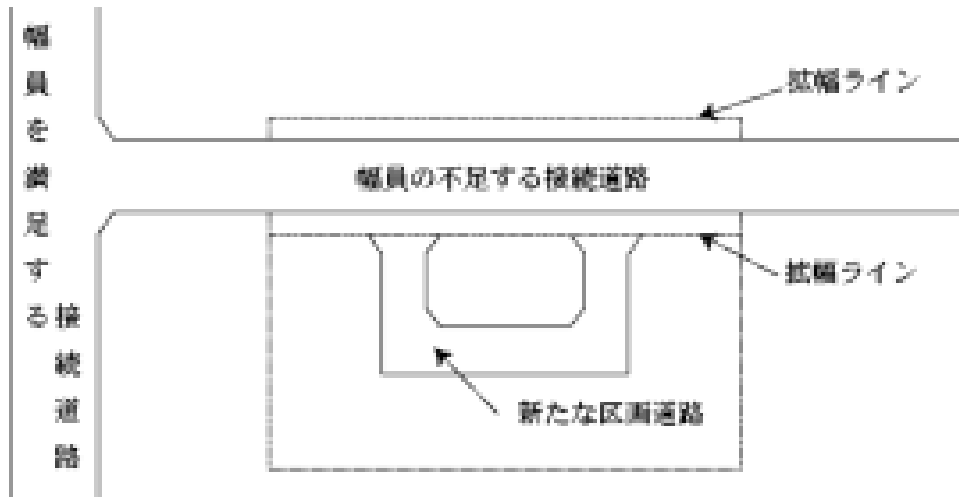 幅員を満足する接続道路
拡幅ライン
幅員の不足する接続道路
拡幅ライン
新たな区画道路